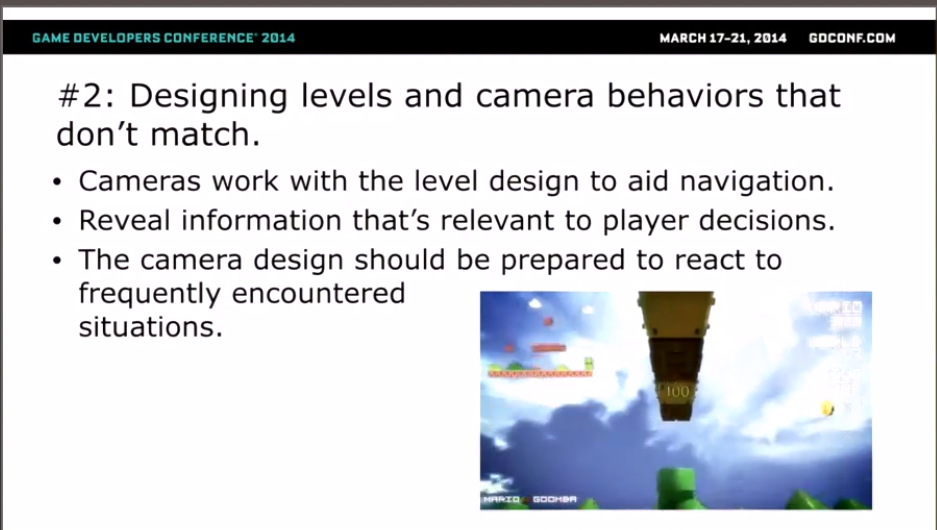 GAME DEVELOPERS CONFERENCE® 2014
MARCH 17–21, 2014 GDCONF.COM
#2: Designing levels and camera behaviors that
don't match.
• Cameras work with the level design to aid navigation.
• Reveal information that's relevant to player decisions.
• The camera design should be prepared to react to
frequently encountered
situations.
MARIO
WORLD
100
MARIO & GOOMBA